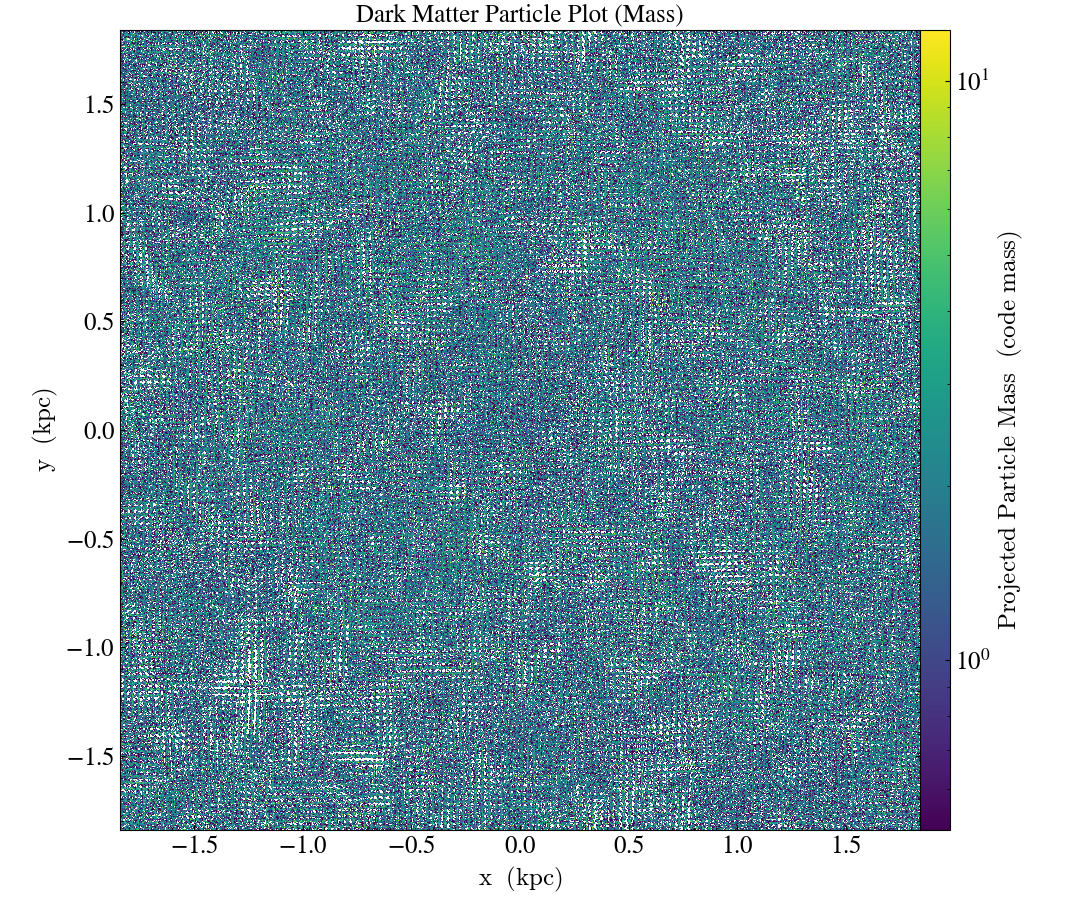 Dark Matter Particle Plot (Mass)
1.5
1.0
0.5
0.0
−0.5
−1.0
−1.5
y (kpc)
−1.5 −1.0 −0.5 0.0 0.5 1.0 1.5
x (kpc)
10¹
10⁰
Projected Particle Mass (code mass)